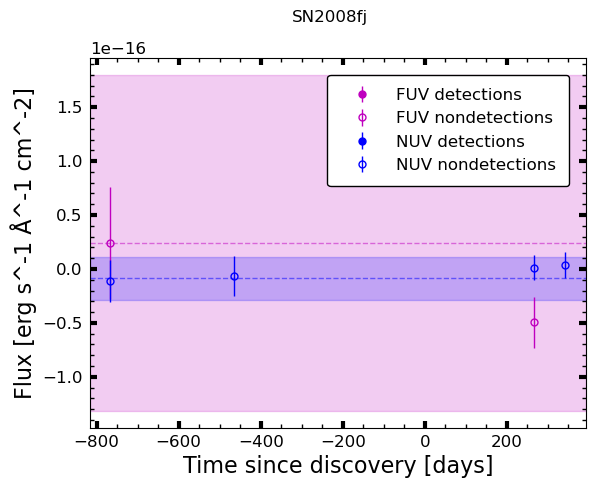 SN2008fj
1e−16
FUV detections
FUV nondetections
NUV detections
NUV nondetections
1.5
1.0
0.5
0.0
−0.5
−1.0
Flux [erg s^-1 Å^-1 cm^-2]
−800 −600 −400 −200 0 200
Time since discovery [days]